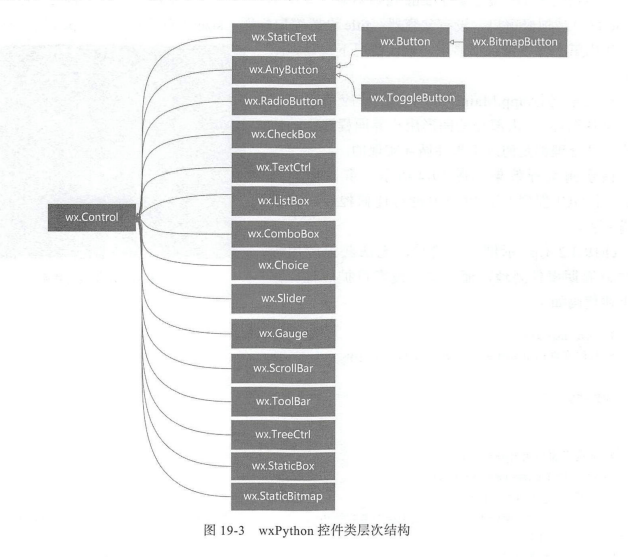 wx.StaticText
wx.Button
wx.BitmapButton
wx.AnyButton
wx.ToggleButton
wx.RadioButton
wx.CheckBox
wx.TextCtrl
wx.ListBox
wx.Control
wx.ComboBox
wx.Choice
wx.Slider
wx.Gauge
wx.ScrollBar
wx.ToolBar
wx.TreeCtrl
wx.StaticBox
wx.StaticBitmap
图 19-3 wxPython 控件类层次结构